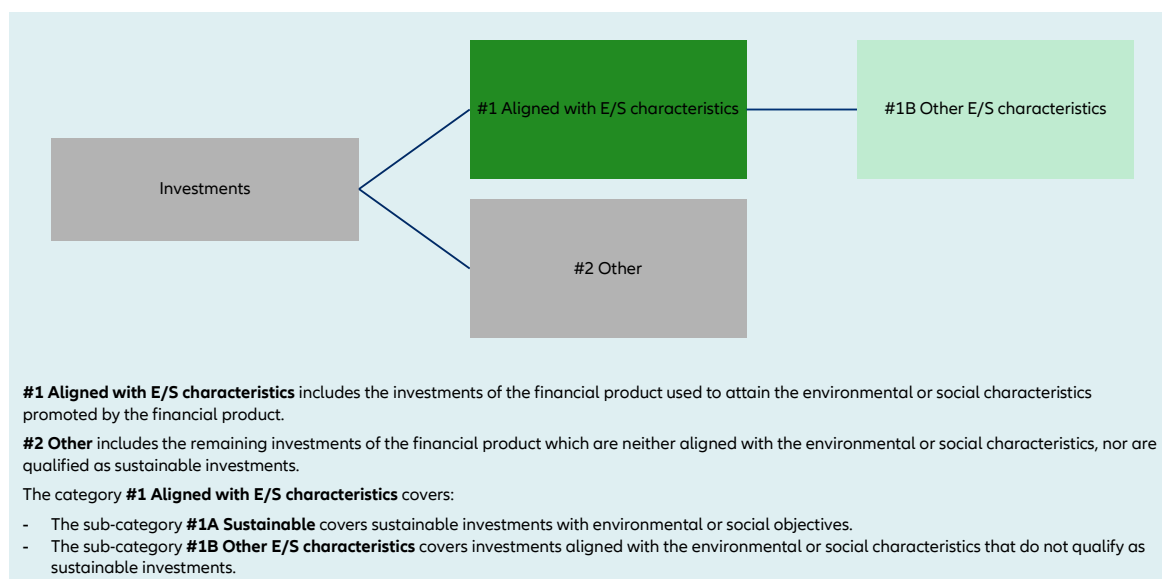 #1 Aligned with E/S characteristics
#1B Other E/S characteristics
Investments
#2 Other
#1 Aligned with E/S characteristics includes the investments of the financial product used to attain the environmental or social characteristics
promoted by the financial product.
#2 Other includes the remaining investments of the financial product which are neither aligned with the environmental or social characteristics, nor are
qualified as sustainable investments.
The category #1 Aligned with E/S characteristics covers:
- The sub-category #1A Sustainable covers sustainable investments with environmental or social objectives.
- The sub-category #1B Other E/S characteristics covers investments aligned with the environmental or social characteristics that do not qualify as
sustainable investments.